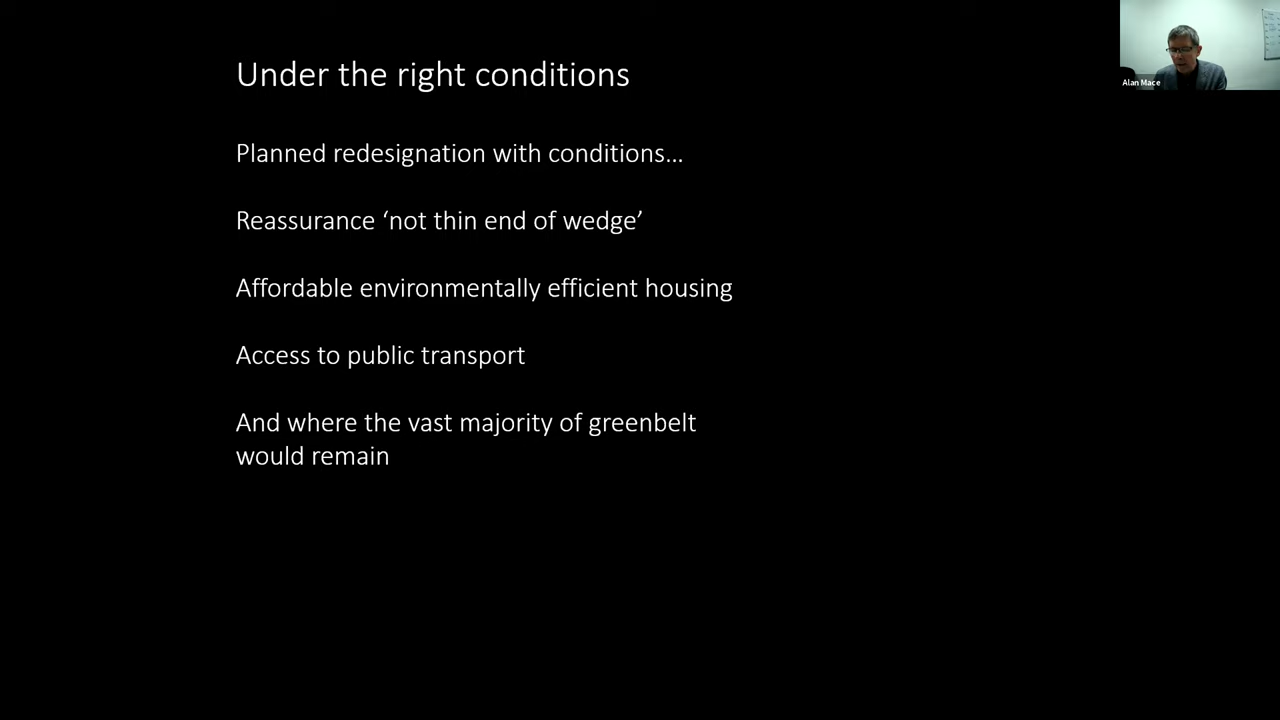 Under the right conditions
Planned redesignation with conditions...
Reassurance ‘not thin end of wedge’
Affordable environmentally efficient housing
Access to public transport
And where the vast majority of greenbelt
would remain
Alan Mace